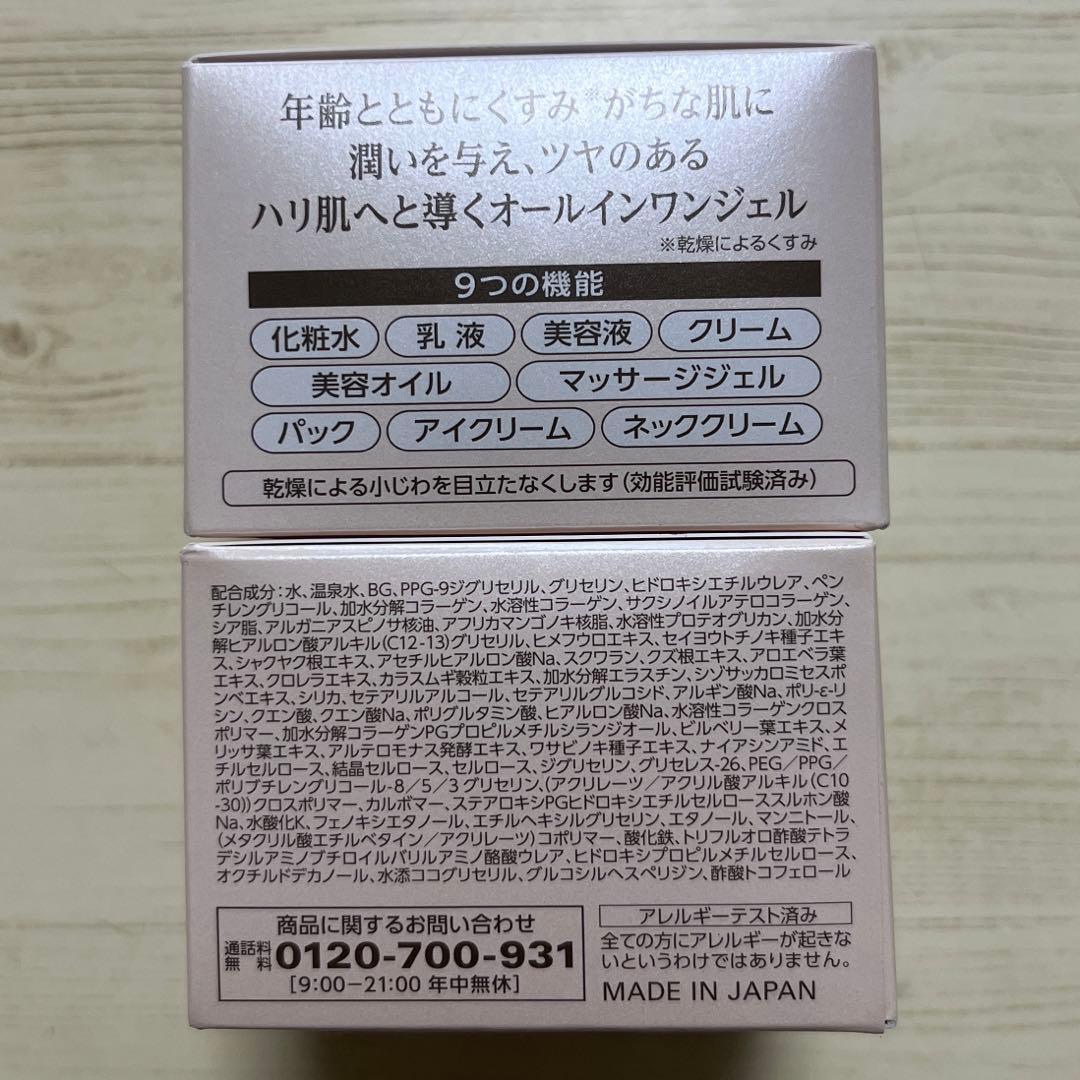 年齢とともにくすみ※がちな肌に
潤いを与え、ツヤのある
ハリ肌へと導くオールインワンジェル
※乾燥によるくすみ
9つの機能
化粧水 乳液 美容液 クリーム
美容オイル マッサージジェル
パック アイクリーム ネッククリーム
乾燥による小じわを目立たなくします(効能評価試験済み)
配合成分:水、温泉水、BG、PPG-9ジグリセリル、グリセリン、ヒドロキシエチルウレア、ペン
チレングリコール、加水分解コラーゲン、水溶性コラーゲン、サクシノイルアテロコラーゲン、
シア脂、アルガニアスピノサ核油、アフリカマンゴノキ核脂、水溶性プロテオグリカン、加水分
解ヒアルロン酸アルキル(C12-13)グリセリル、ヒメフウロエキス、セイヨウトチノキ種子エキ
ス、シャクヤク根エキス、アセチルヒアルロン酸Na、スクワラン、クズ根エキス、アロエベラ葉
エキス、クロレラエキス、カラスムギ穀粒エキス、加水分解エラスチン、シゾサッカロミセスポ
ンベエキス、シリカ、セテアリルアルコール、セテアリルグルコシド、アルギン酸Na、ポリ-ε-リ
シン、クエン酸、クエン酸Na、ポリグルタミン酸、ヒアルロン酸Na、水溶性コラーゲンクロス
ポリマー、加水分解コラーゲンPGプロピルメチルシランジオール、ビルベリー葉エキス、メ
リッサ葉エキス、アルテロモナス発酵エキス、ワサビノキ種子エキス、ナイアシンアミド、エ
チルセルロース、結晶セルロース、セルロース、ジグリセリン、グリセレス-26、PEG/PPG/
ポリブチレングリコール-8/5/3グリセリン、(アクリレーツ/アクリル酸アルキル(C10
-30))クロスポリマー、カルボマー、ステアロキシPGヒドロキシエチルセルローススルホン酸
Na、水酸化K、フェノキシエタノール、エチルヘキシルグリセリン、エタノール、マンニトール、
(メタクリル酸エチルベタイン/アクリレーツ)コポリマー、酸化鉄、トリフルオロ酢酸テトラ
デシルアミノブチロイルバリルアミノ酪酸ウレア、ヒドロキシプロピルメチルセルロース、
オクチルドデカノール、水添ココグリセリル、グルコシルヘスペリジン、酢酸トコフェロール
商品に関するお問い合わせ
通話料無料 0120-700-931
[9:00-21:00 年中無休]
アレルギーテスト済み
全ての方にアレルギーが起きな
いというわけではありません。
MADE IN JAPAN